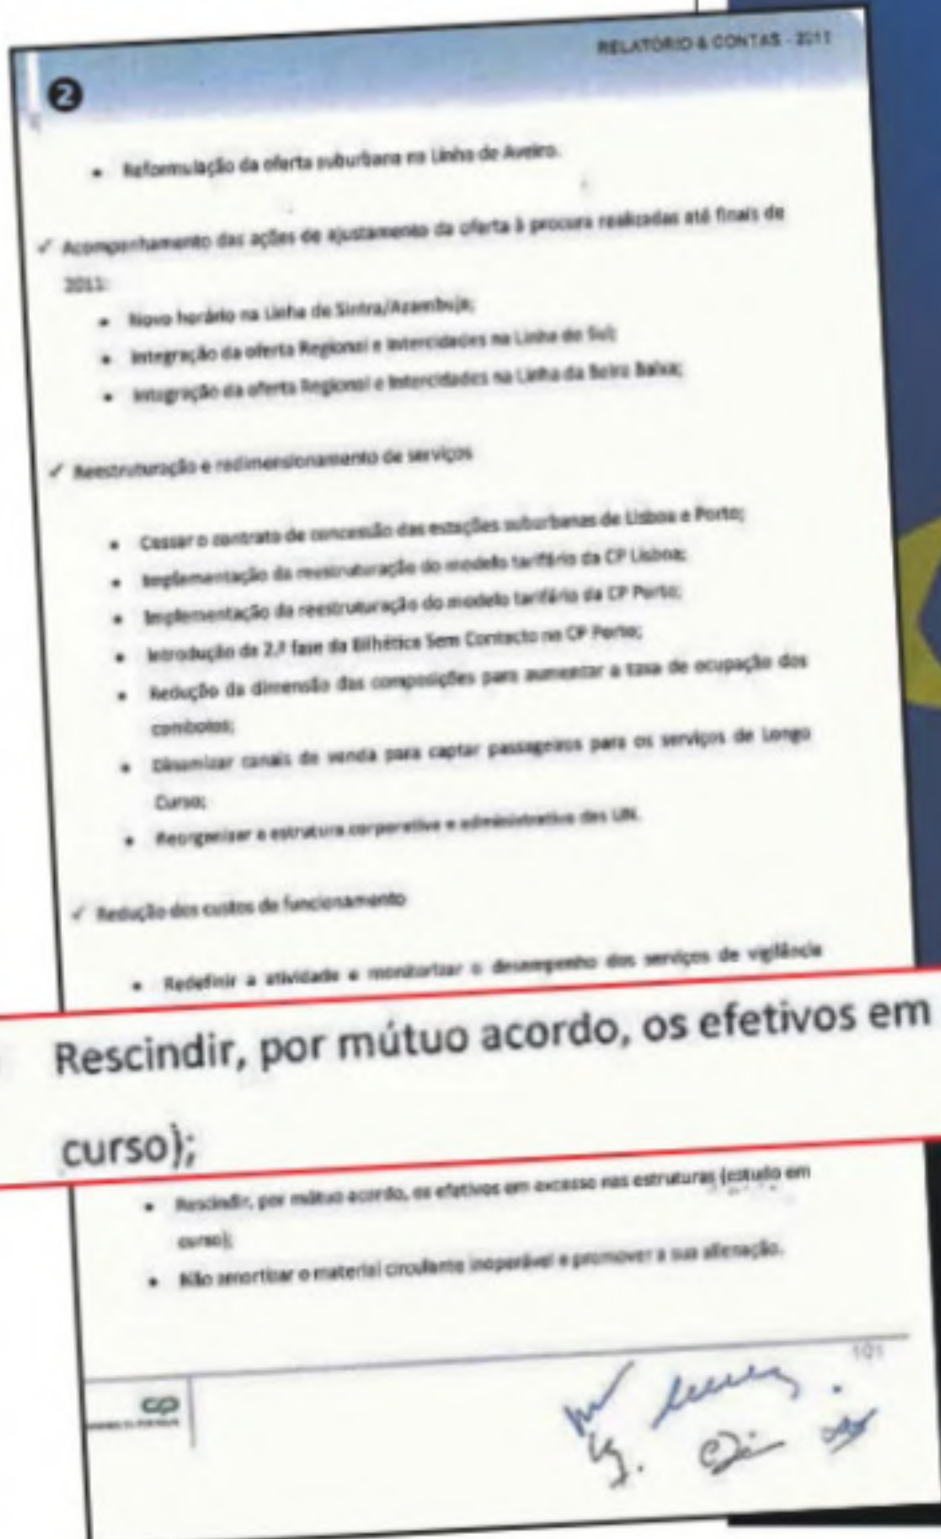 RELATÓRIO & CONTAS - 2011
2
• Reformulação da oferta suburbana na Linha de Aveiro.
✓ Acompanhamento das ações de ajustamento da oferta à procura realizadas até finais de
2011:
• Novo horário na Linha de Sintra/Azambuja;
• Integração da oferta Regional e Intercidades na Linha do Sul;
• Integração da oferta Regional e Intercidades na Linha da Beira Baixa;
✓ Reestruturação e redimensionamento de serviços
• Cessar o contrato de concessão das estações suburbanas de Lisboa e Porto;
• Implementação da reestruturação do modelo tarifário da CP Lisboa;
• Implementação da reestruturação do modelo tarifário da CP Porto;
• Introdução da 2.ª fase da Bilhética Sem Contacto na CP Porto;
• Redução da dimensão das composições para aumentar a taxa de ocupação dos
comboios;
• Dinamizar canais de venda para captar passageiros para os serviços de Longo
Curso;
• Reorganizar a estrutura corporativa e administrativa das UN.
✓ Redução dos custos de funcionamento
• Redefinir a atividade e monitorizar o desempenho dos serviços de vigilância
Rescindir, por mútuo acordo, os efetivos em
curso);
• Rescindir, por mútuo acordo, os efetivos em excesso nas estruturas (estudo em
curso);
• Não amortizar o material circulante inoperável e promover a sua alienação.
101
cp